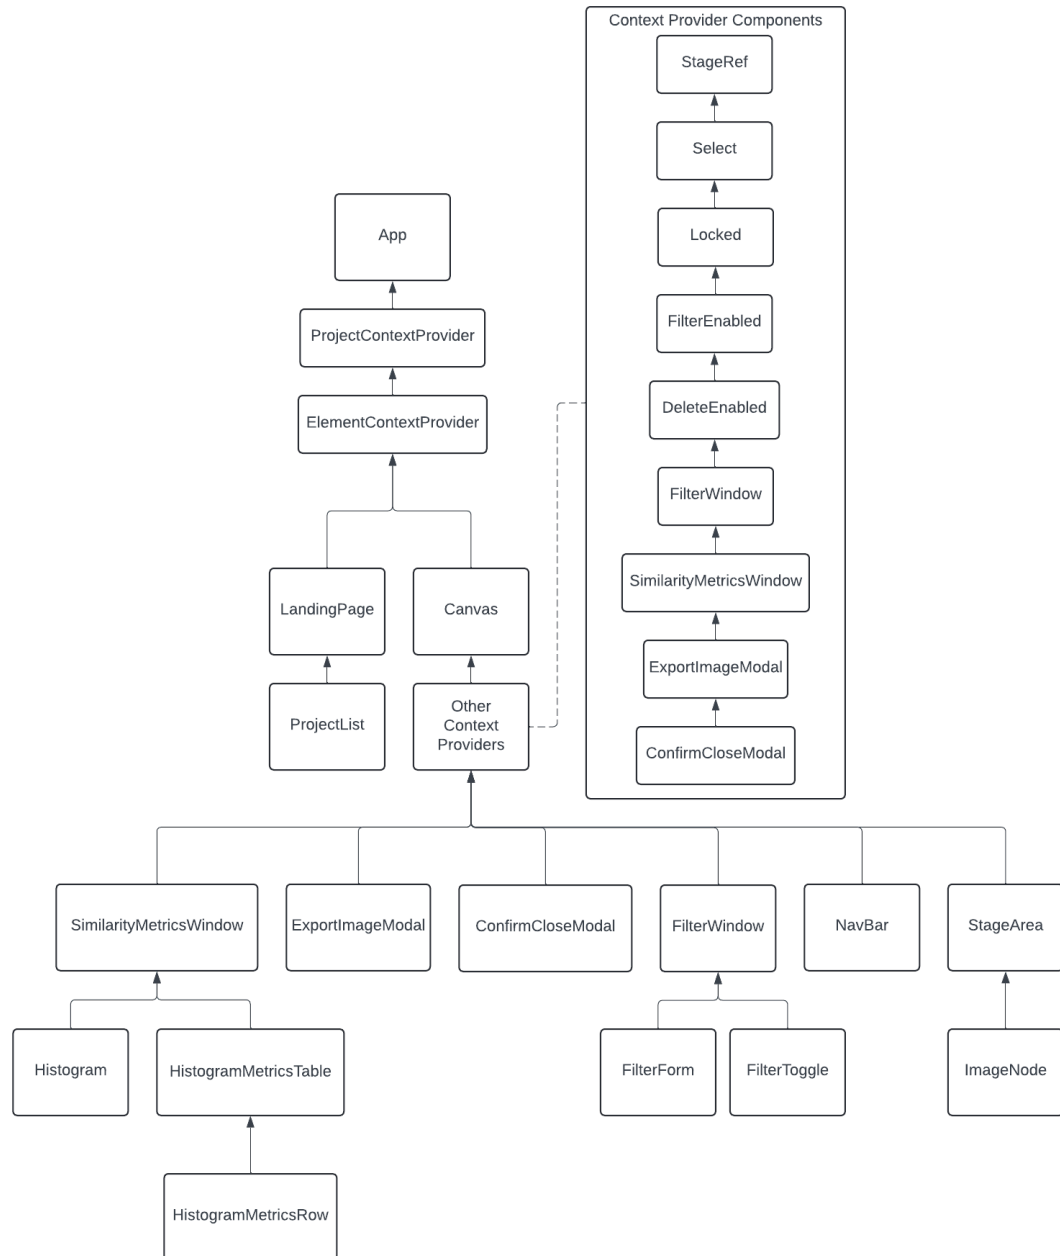 Context Provider Components
StageRef
Select
Locked
FilterEnabled
DeleteEnabled
FilterWindow
SimilarityMetricsWindow
ExportImageModal
ConfirmCloseModal
App
ProjectContextProvider
ElementContextProvider
LandingPage
Canvas
ProjectList
Other
Context
Providers
SimilarityMetricsWindow
ExportImageModal
ConfirmCloseModal
FilterWindow
NavBar
StageArea
Histogram
HistogramMetricsTable
FilterForm
FilterToggle
ImageNode
HistogramMetricsRow